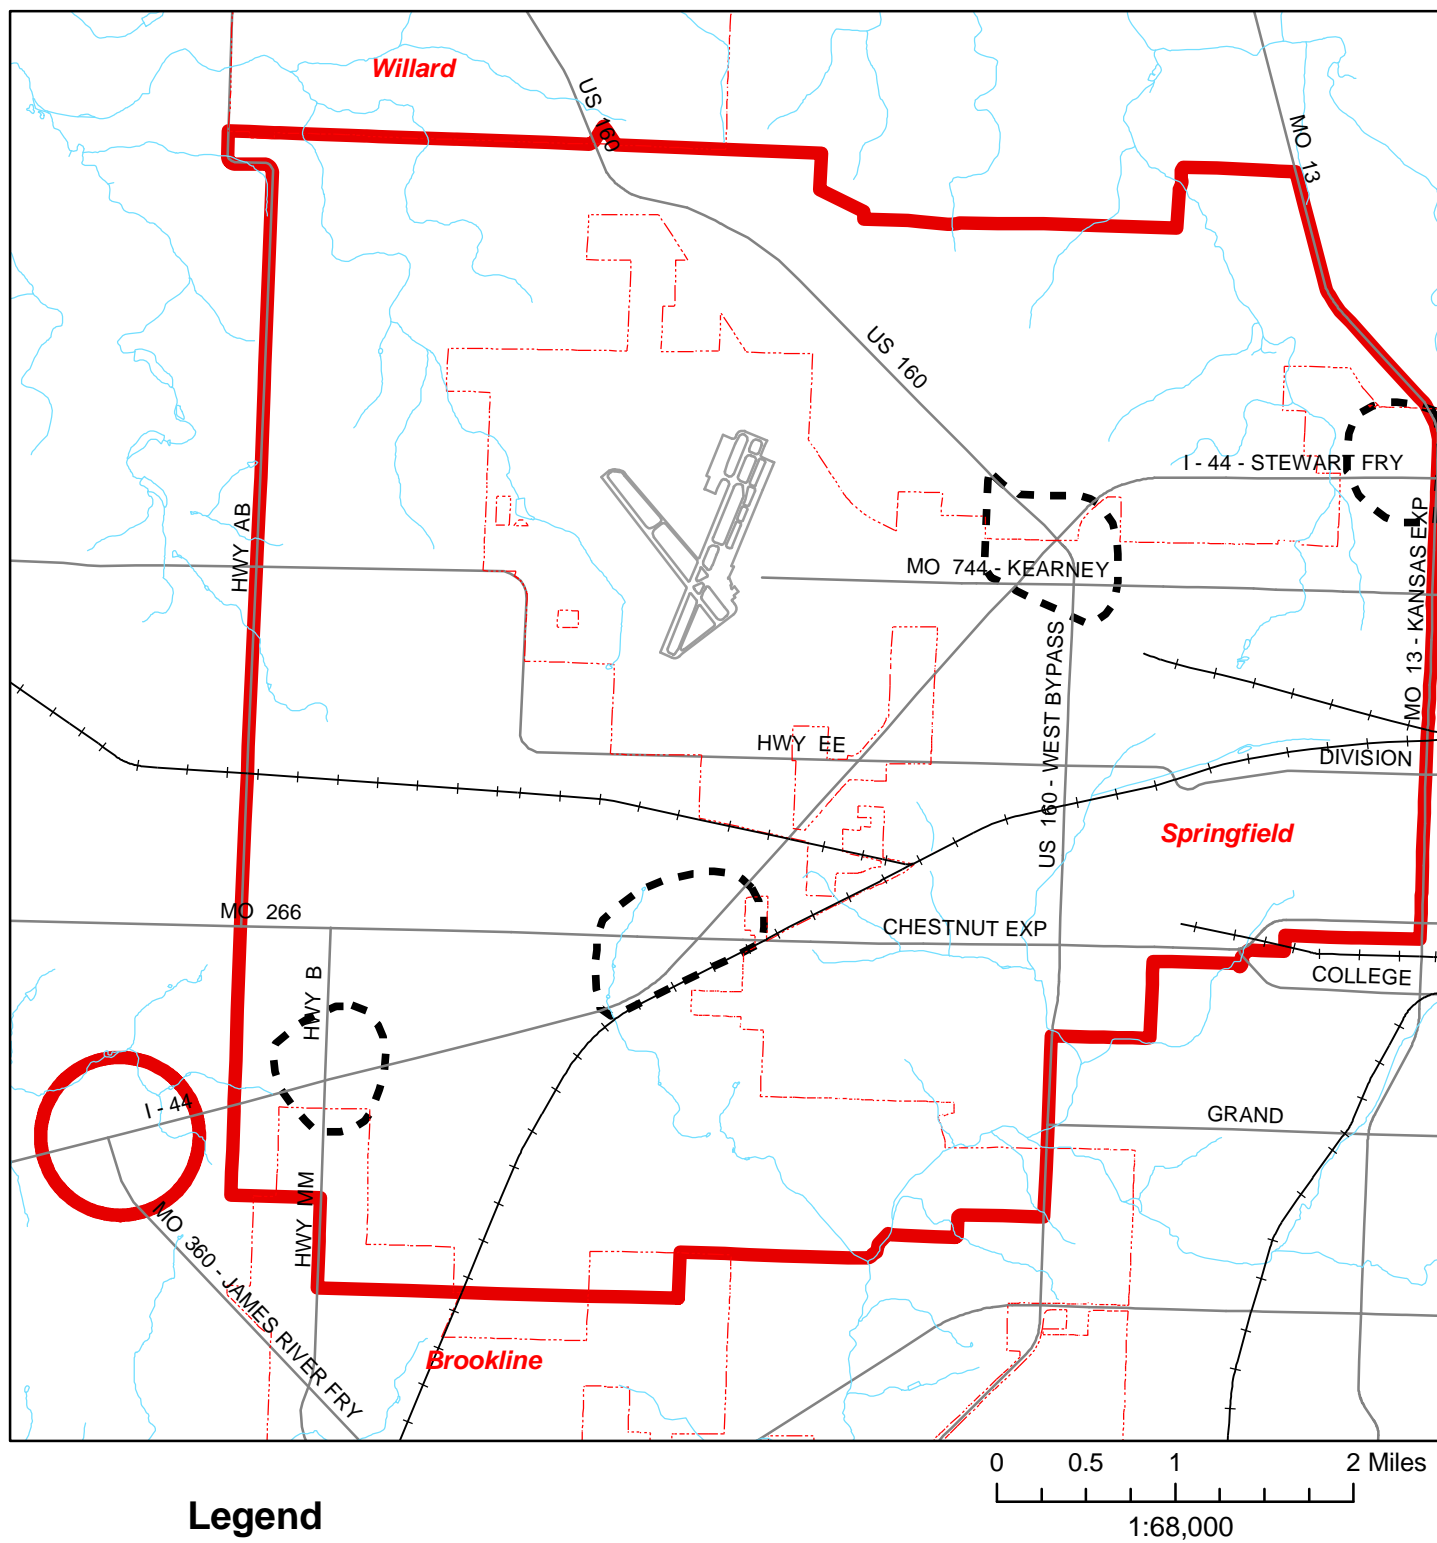 Willard
US 160
MO 13
US 160
I - 44 - STEWART FRY
HWY AB
MO 744 - KEARNEY
MO 13 - KANSAS EXP
US 160 - WEST BYPASS
HWY EE
DIVISION
Springfield
MO 266
CHESTNUT EXP
HWY B
COLLEGE
I - 44
GRAND
HWY MM
MO 360 - JAMES RIVER FRY
Brookline
0 0.5 1 2 Miles
1:68,000
Legend